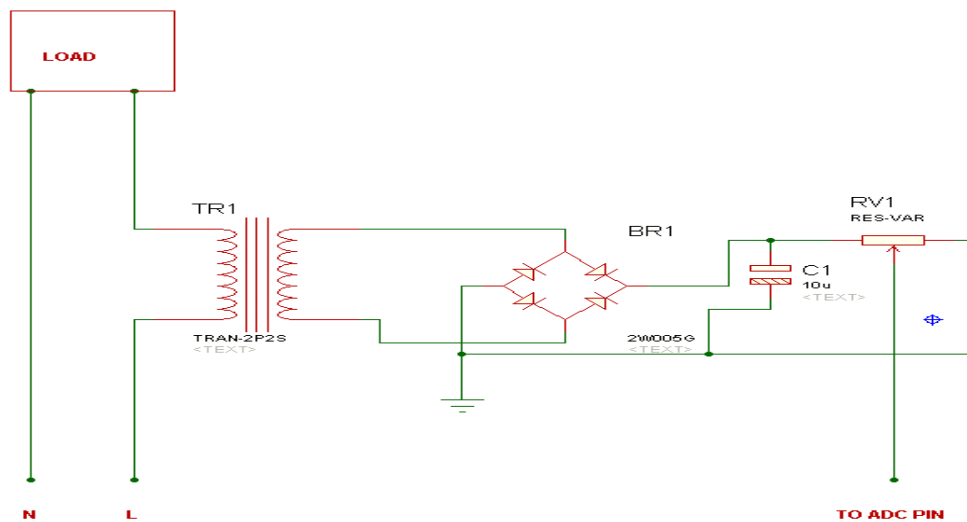 LOAD
TR1
TRAN-2P2S
<TEXT>
BR1
2W005G
<TEXT>
C1
10u
<TEXT>
RV1
RES-VAR
N
L
TO ADC PIN